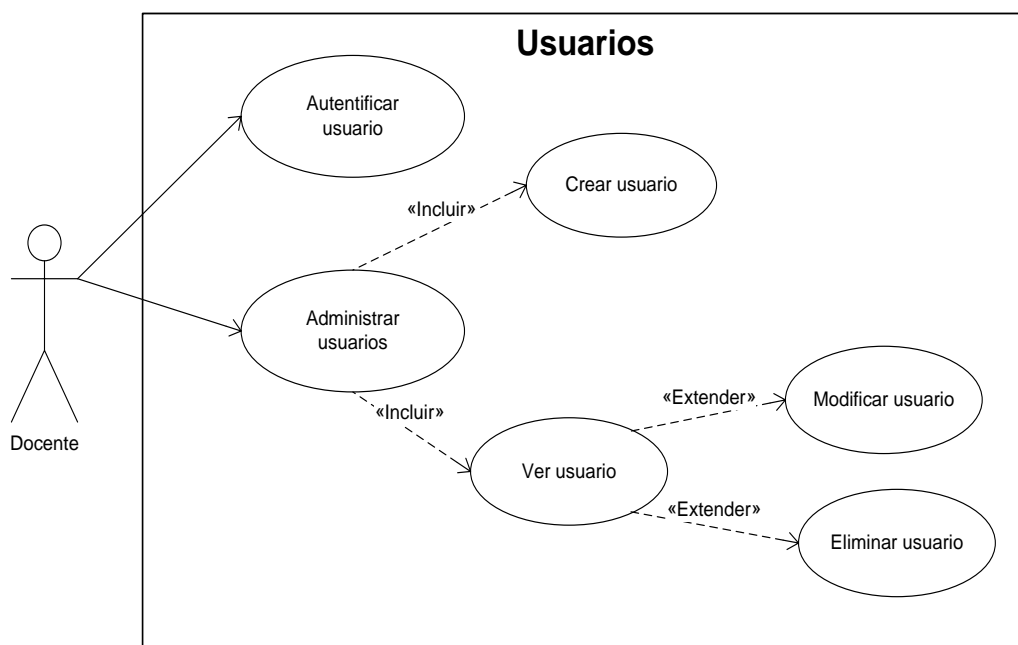 Usuarios
Autentificar
usuario
Crear usuario
«Incluir»
Administrar
usuarios
«Incluir»
«Extender»
Modificar usuario
Docente
Ver usuario
«Extender»
Eliminar usuario